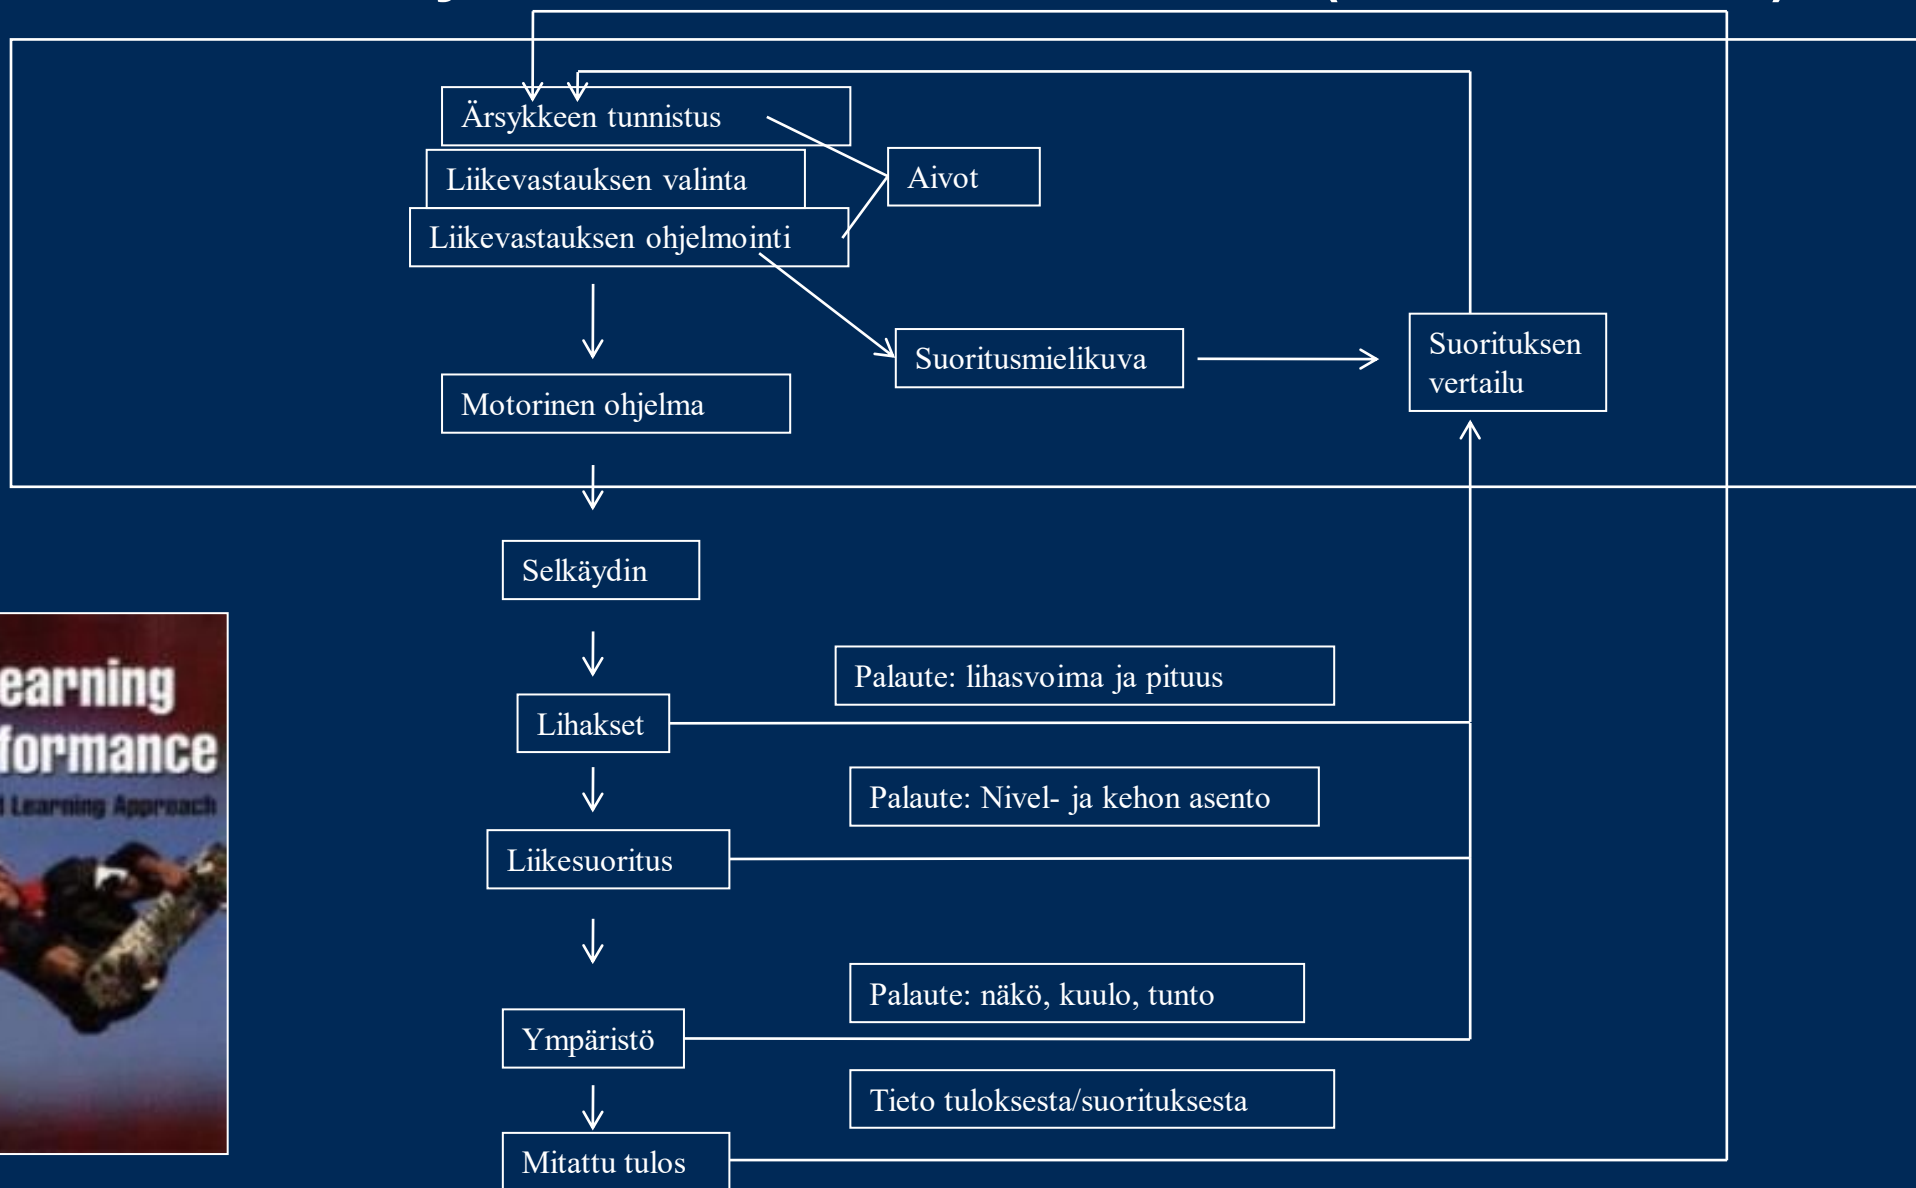 Ärsykkeen tunnistus
Liikevastauksen valinta
Aivot
Liikevastauksen ohjelmointi
Suoritusmielikuva
Suorituksen
vertailu
Motorinen ohjelma
Selkäydin
Palaute: lihasvoima ja pituus
Lihakset
Palaute: Nivel- ja kehon asento
Liikesuoritus
Palaute: näkö, kuulo, tunto
Ympäristö
Tieto tuloksesta/suorituksesta
Mitattu tulos
earning
formance
Learning Approach